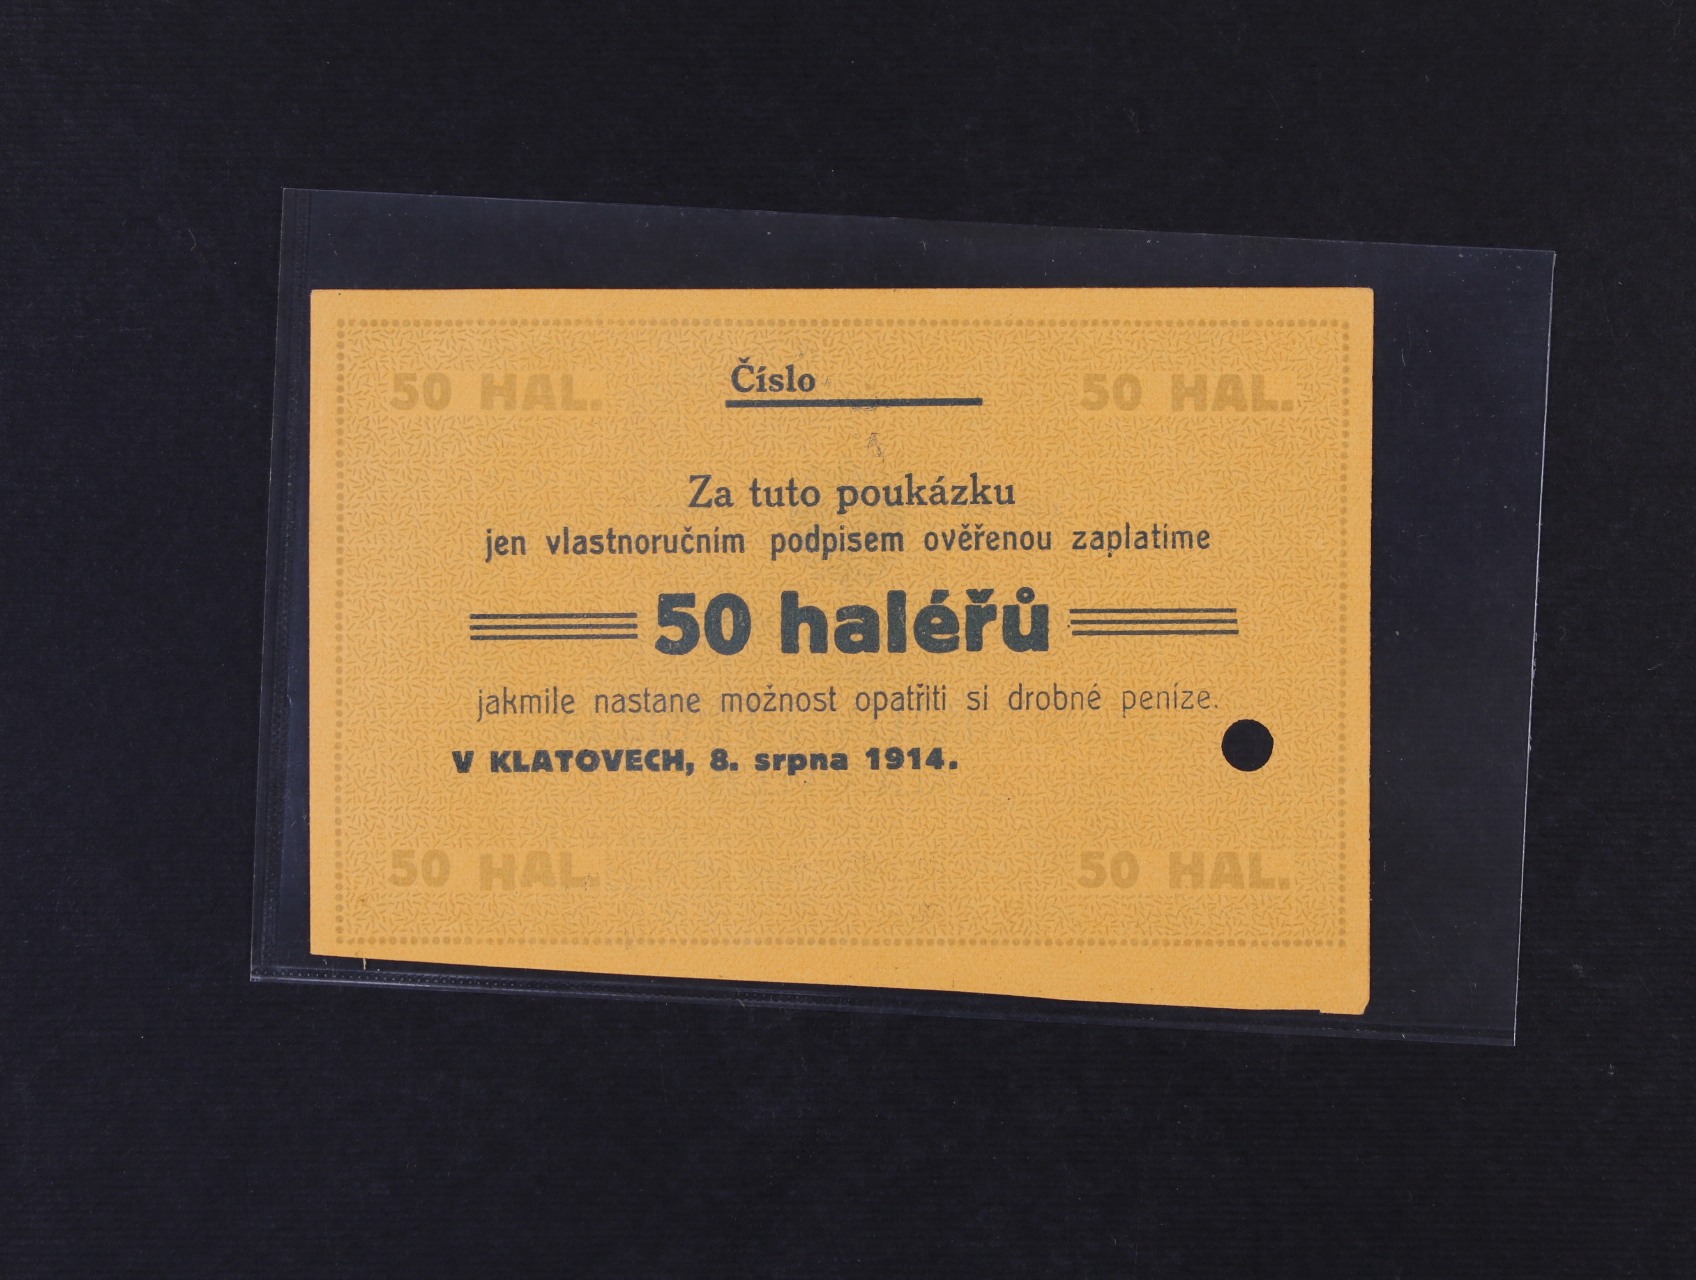 Číslo
50 HAL. 50 HAL.
Za tuto poukázku
jen vlastnoručním podpisem ověřenou zaplatíme
50 haléřů
jakmile nastane možnost opatřiti si drobné peníze.
V KLATOVECH, 8. srpna 1914.
50 HAL. 50 HAL.